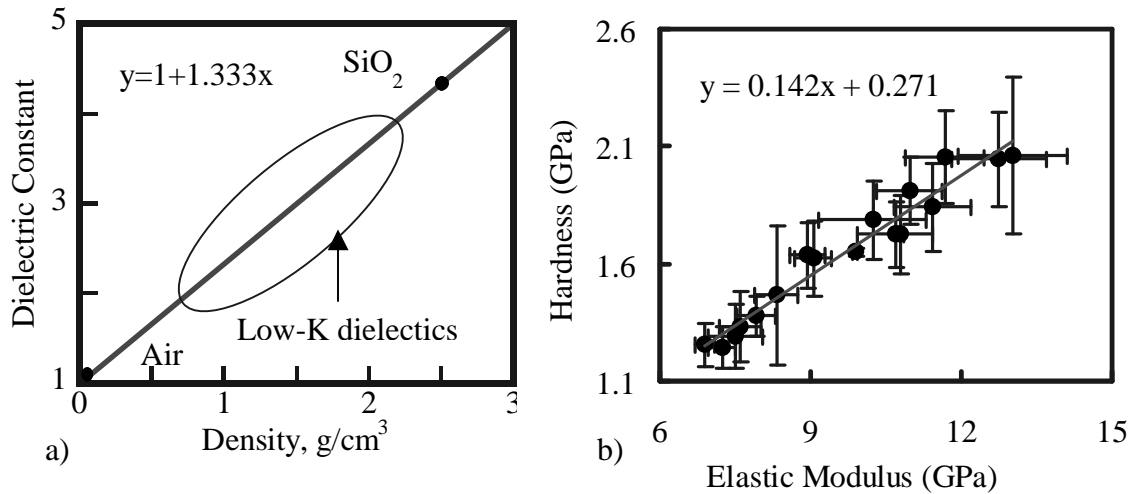 5
3
1
Dielectric Constant
y=1+1.333x
SiO2
Low-K dielectics
Air
0
1
2
3
Density, g/cm3
a)
2.6
2.1
1.6
1.1
Hardness (GPa)
y = 0.142x + 0.271
6
9
12
15
Elastic Modulus (GPa)
b)